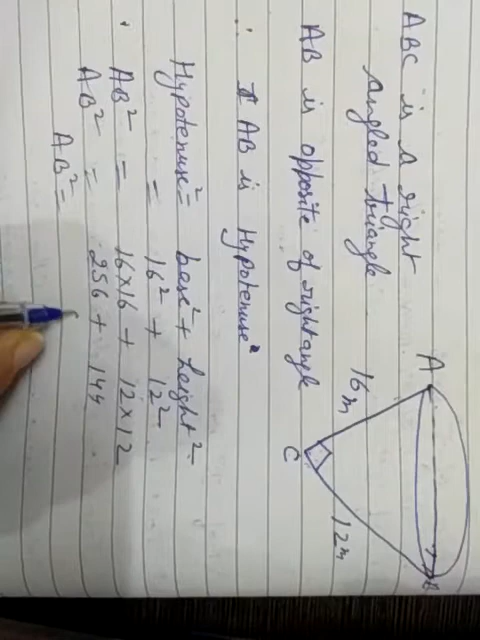 ABC is a right
angled triangle
AB is opposite of right angle
∴ AB is Hypotenuse
Hypotenuse² = base² + height²
= 16² + 12²
AB² = 16×16 + 12×12
AB² = 256 + 144
AB² =
A
16m
C
12m
B